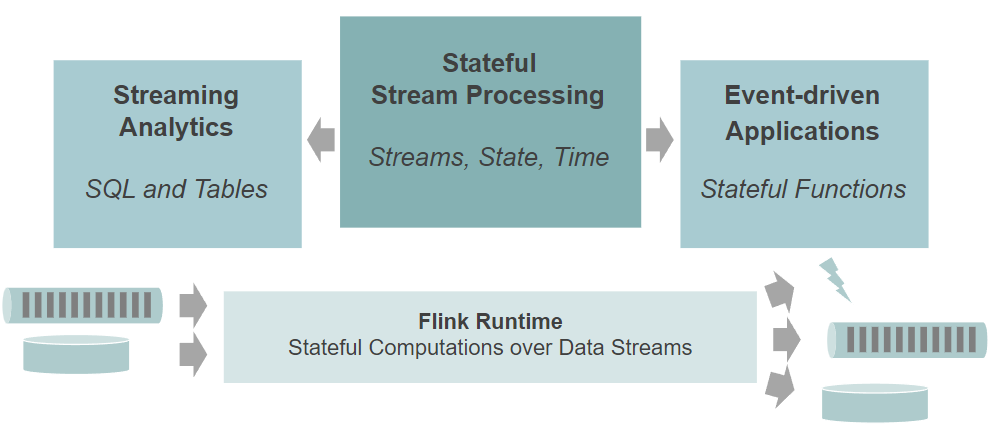 Streaming
Analytics
SQL and Tables
Stateful
Stream Processing
Streams, State, Time
Event-driven
Applications
Stateful Functions
Flink Runtime
Stateful Computations over Data Streams